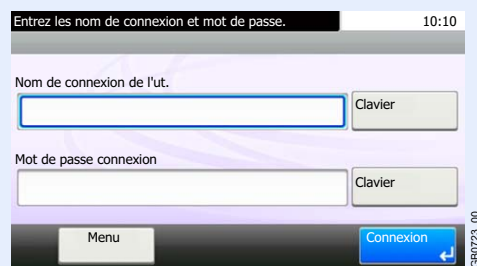 Entrez les nom de connexion et mot de passe. 10:10
Nom de connexion de l'ut.
Clavier
Mot de passe connexion
Clavier
Menu
Connexion
GB0723_00